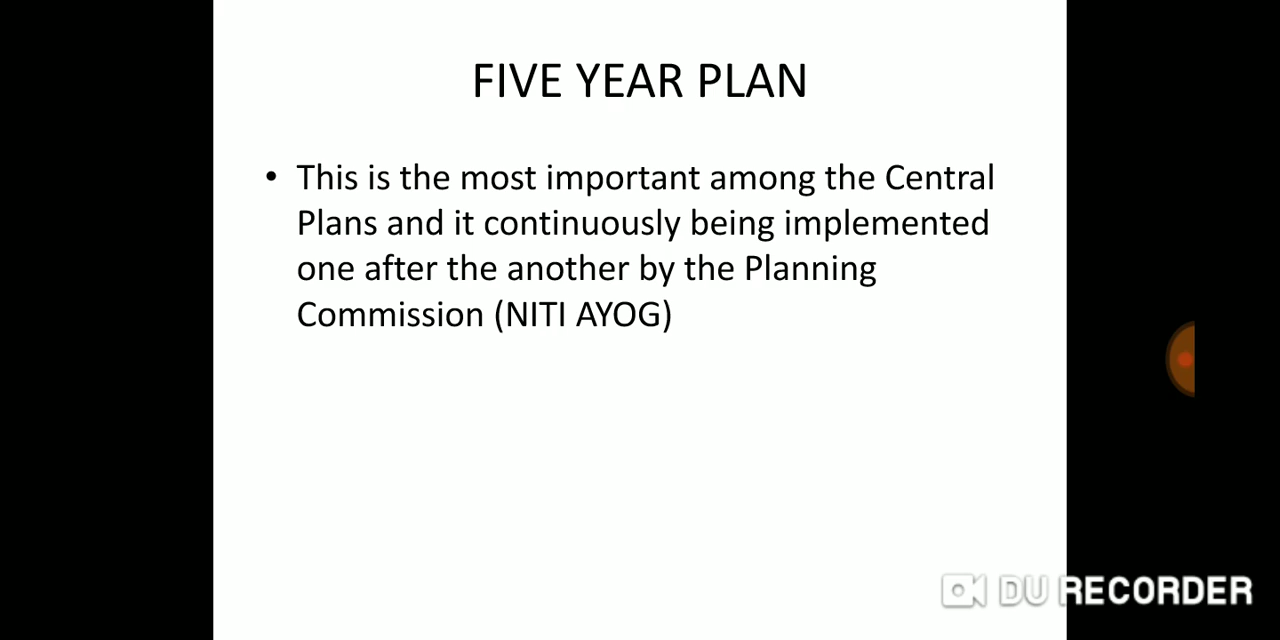 FIVE YEAR PLAN
• This is the most important among the Central
Plans and it continuously being implemented
one after the another by the Planning
Commission (NITI AYOG)
DU RECORDER